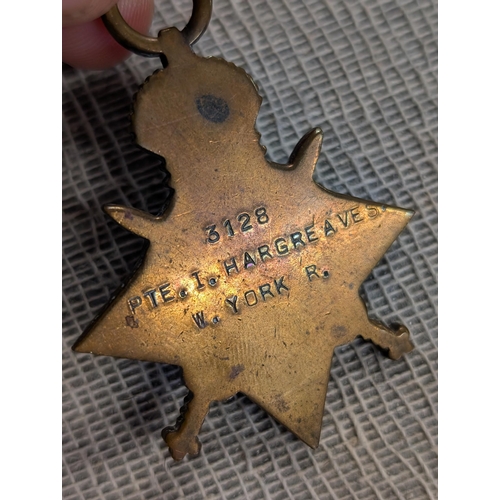 3128
PTE. I. HARGREAVES.
W. YORK R.